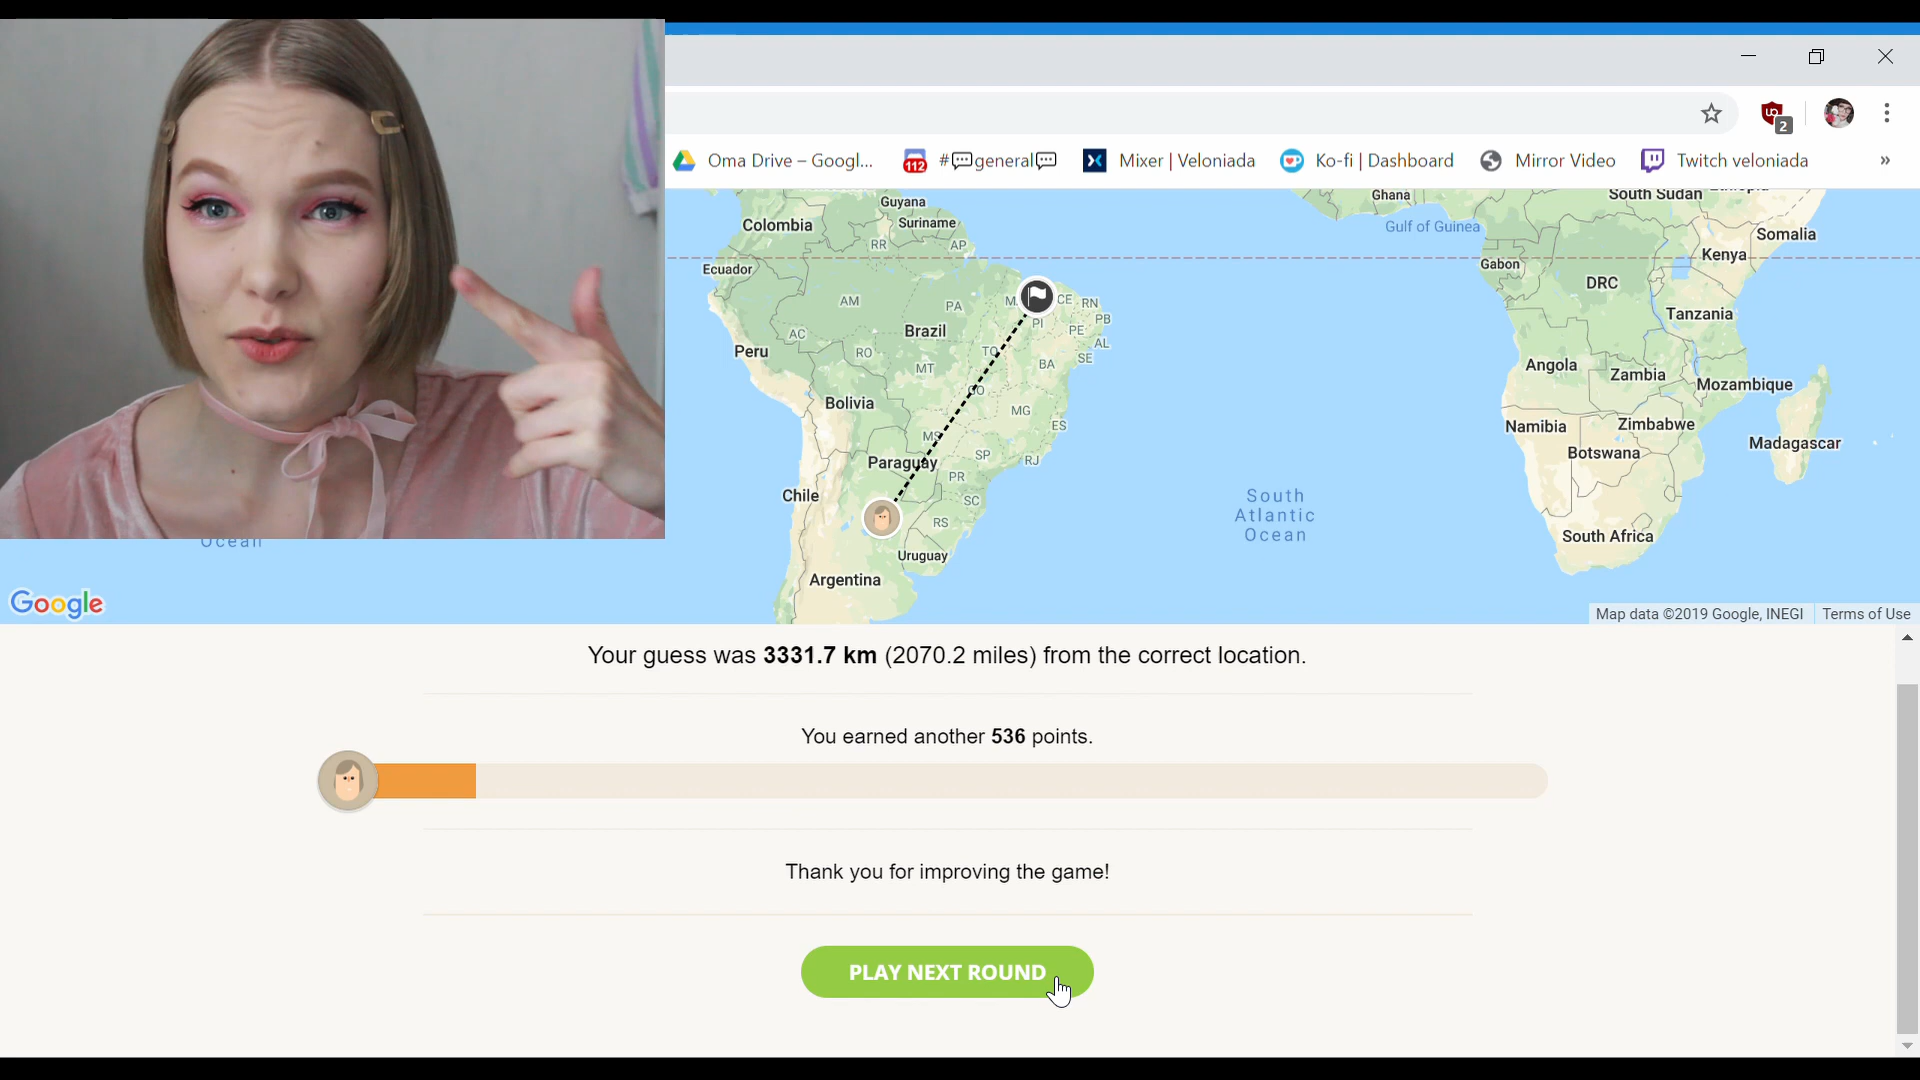 Oma Drive – Googl...
112
#💬general💬
Mixer | Veloniada
Ko-fi | Dashboard
Mirror Video
Twitch veloniada
»
2
Guyana
Suriname
Colombia
RR
AP
Ecuador
AM
PA
CE
RN
PB
PI
PE
AL
AC
Brazil
TO
SE
RO
BA
Peru
MT
GO
Bolivia
MG
MS
ES
SP
RJ
Paraguay
PR
Chile
SC
RS
Uruguay
Argentina
Ghana
South Sudan
Ethiopia
Gulf of Guinea
Somalia
Kenya
Gabon
DRC
Tanzania
Angola
Zambia
Mozambique
Namibia
Zimbabwe
Botswana
Madagascar
South Africa
South
Atlantic
Ocean
Ocean
Google
Map data ©2019 Google, INEGI
Terms of Use
Your guess was 3331.7 km (2070.2 miles) from the correct location.
You earned another 536 points.
Thank you for improving the game!
PLAY NEXT ROUND